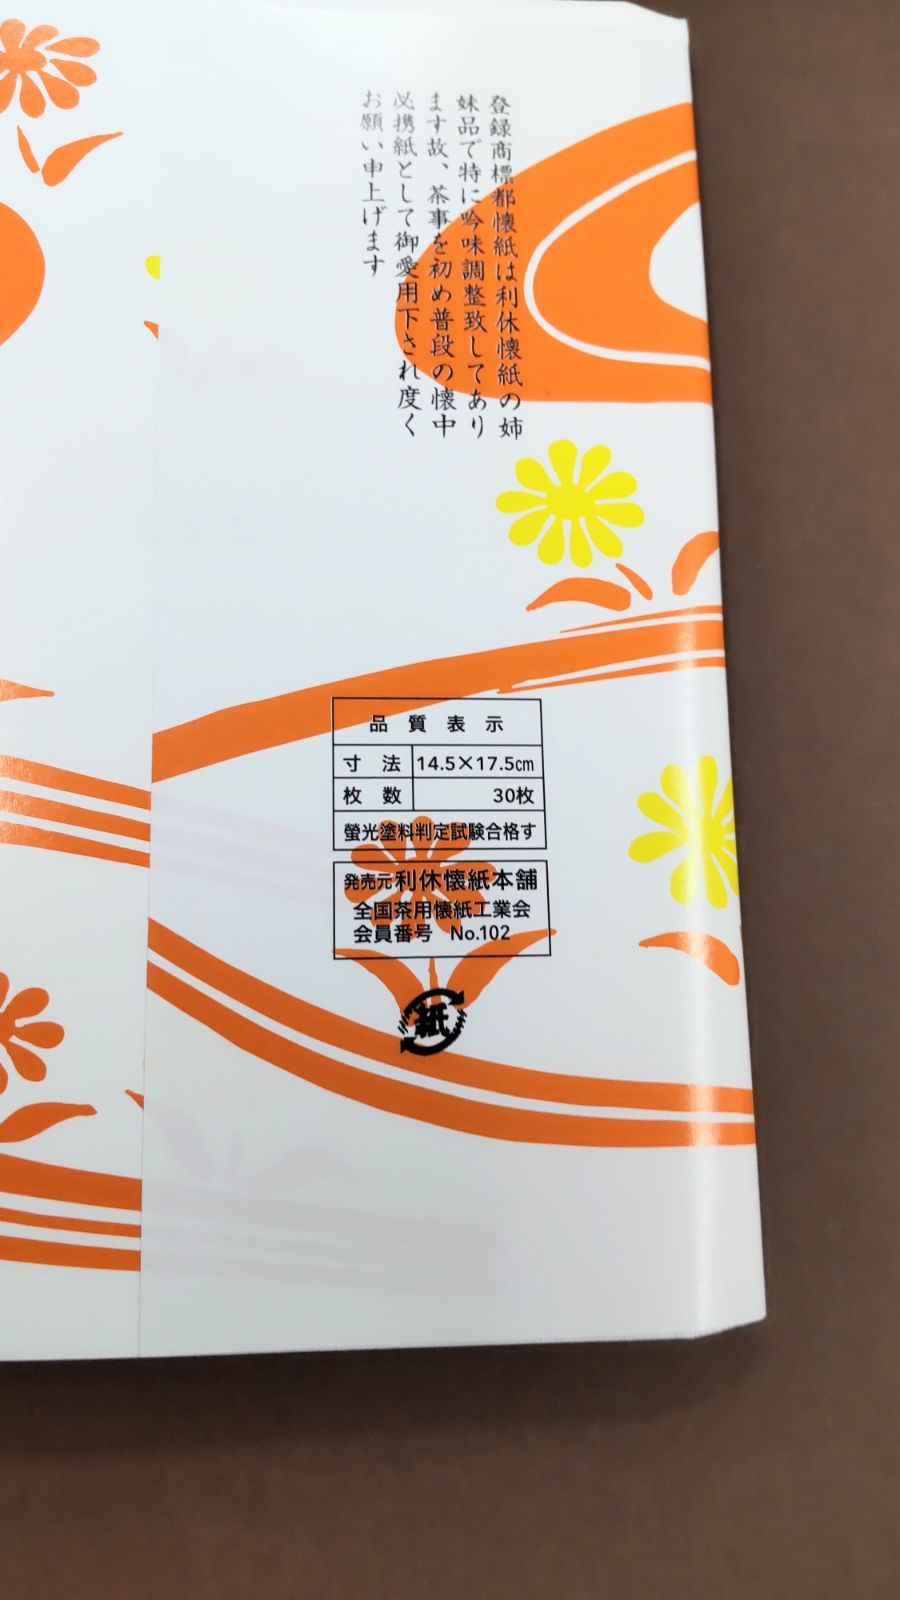 登録商標都懐紙は利休懐紙の姉
妹品で特に吟味調整致してあり
ます故、茶事を初め普段の懐中
必携紙として御愛用下され度く
お願い申上げます
品質表示
寸法 14.5×17.5㎝
枚数 30枚
螢光塗料判定試験合格す
発売元利休懐紙本舗
全国茶用懐紙工業会
会員番号 No.102
紙